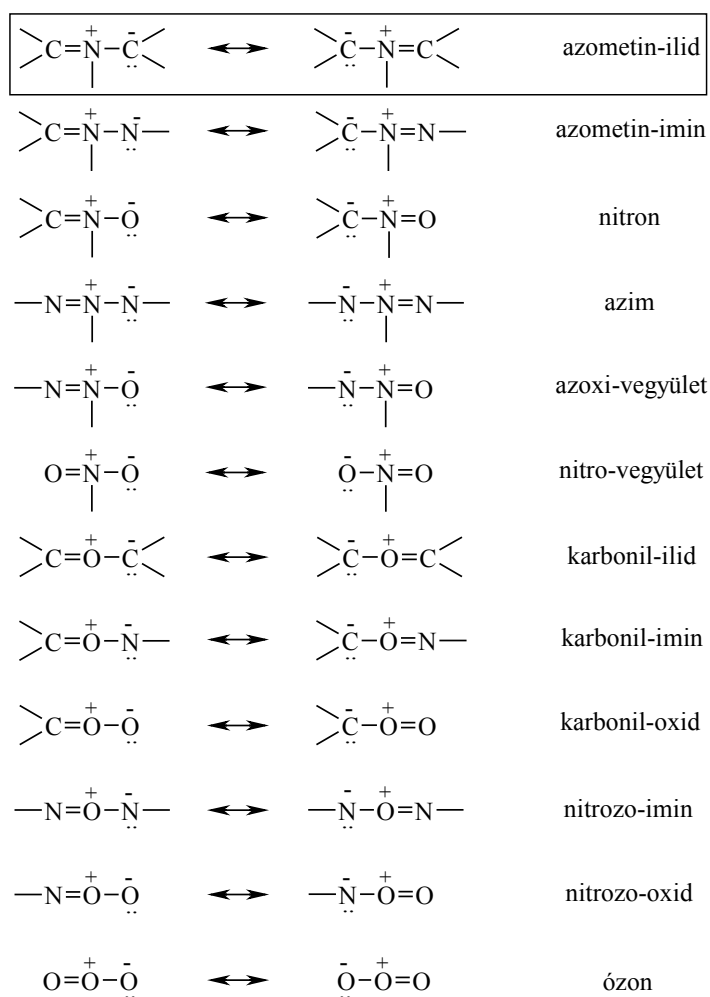 C=N⁺–C̄ ↔ C̄–N⁺=C azometin-ilid
C=N⁺–N̄ ↔ C̄–N⁺=N azometin-imin
C=N⁺–Ō ↔ C̄–N⁺=O nitron
N=N⁺–N̄ ↔ N̄–N⁺=N azim
N=N⁺–Ō ↔ N̄–N⁺=O azoxi-vegyület
O=N⁺–Ō ↔ Ō–N⁺=O nitro-vegyület
C=O⁺–C̄ ↔ C̄–O⁺=C karbonil-ilid
C=O⁺–N̄ ↔ C̄–O⁺=N karbonil-imin
C=O⁺–Ō ↔ C̄–O⁺=O karbonil-oxid
N=O⁺–N̄ ↔ N̄–O⁺=N nitrozo-imin
N=O⁺–Ō ↔ N̄–O⁺=O nitrozo-oxid
O=O⁺–Ō ↔ Ō–O⁺=O ózon